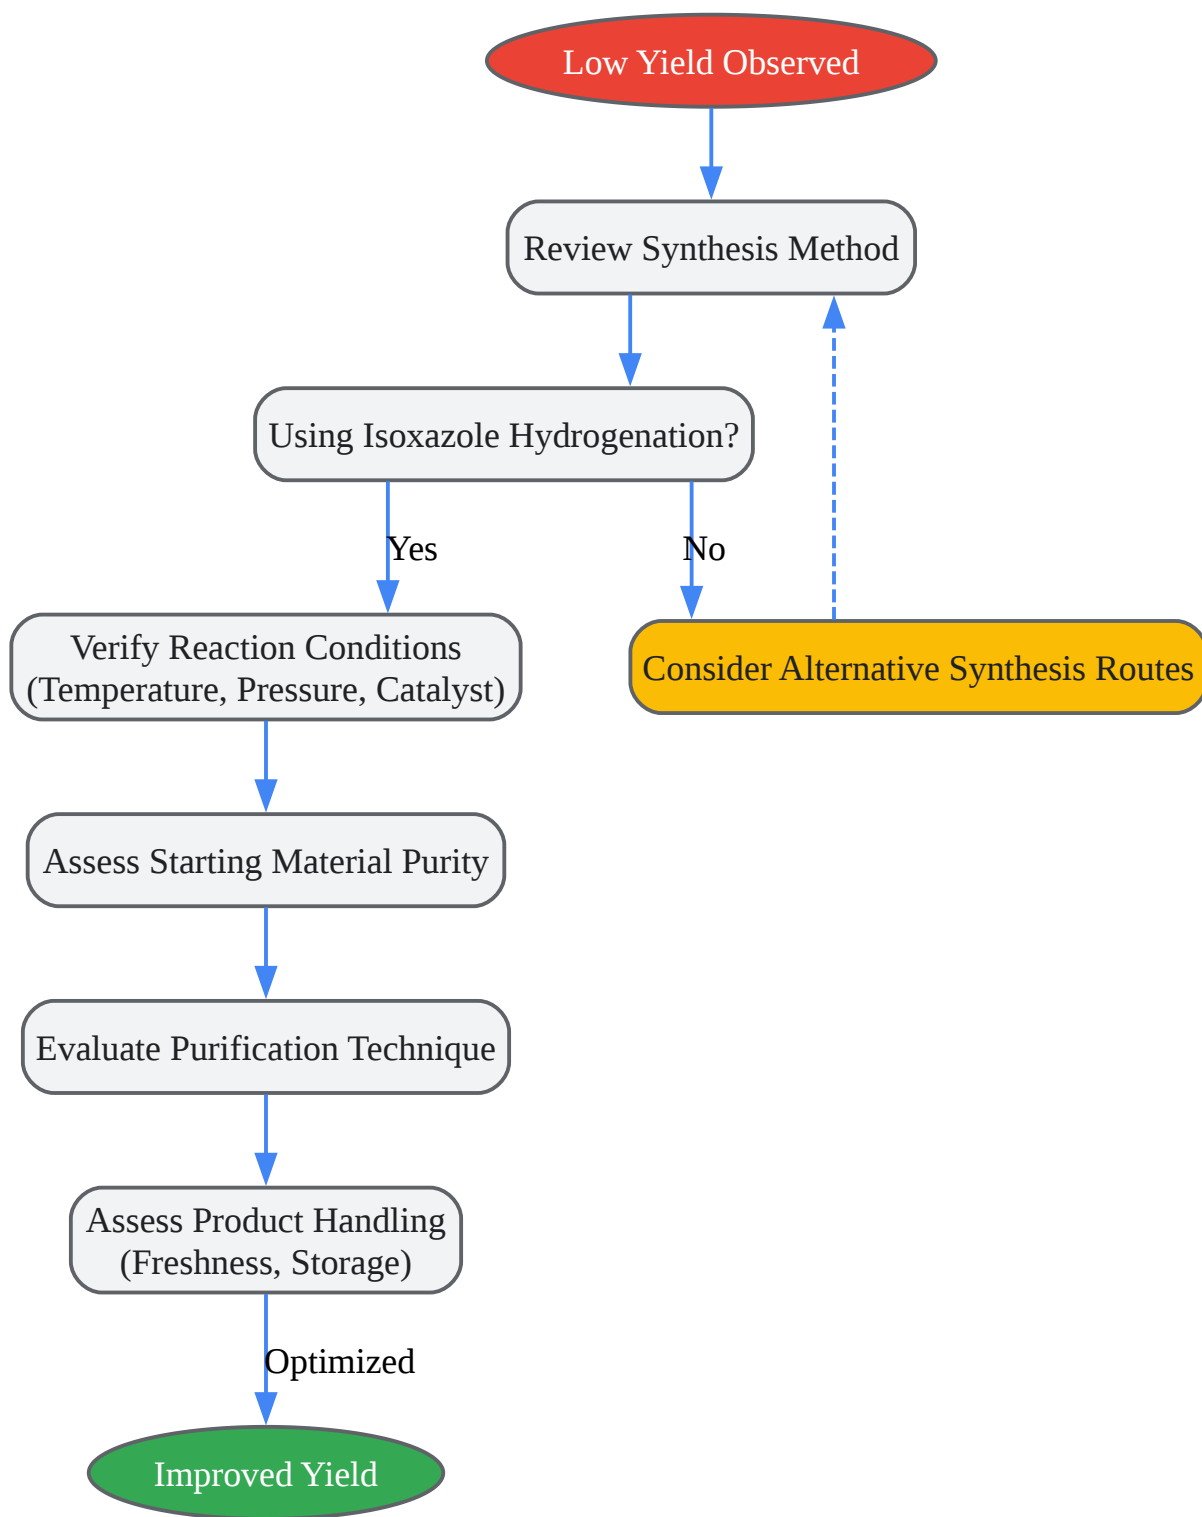 Low Yield Observed
Review Synthesis Method
Using Isoxazole Hydrogenation?
Yes
No
Verify Reaction Conditions
(Temperature, Pressure, Catalyst)
Consider Alternative Synthesis Routes
Assess Starting Material Purity
Evaluate Purification Technique
Assess Product Handling
(Freshness, Storage)
Optimized
Improved Yield